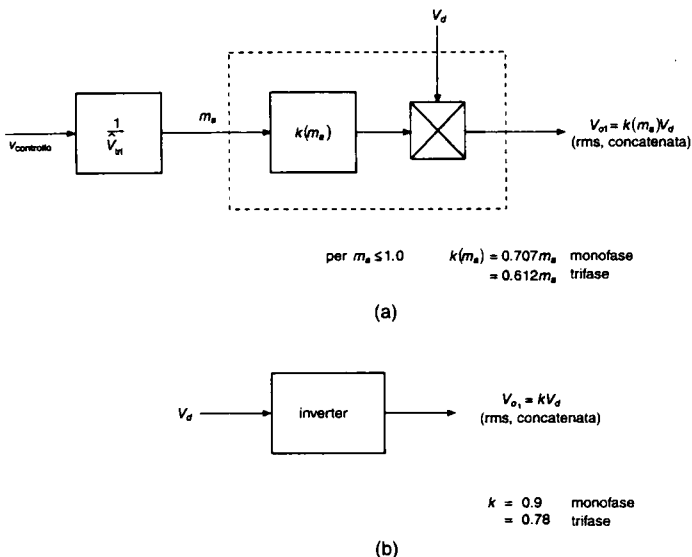 V_d
v_controllo
1
V̂_tri
m_a
k(m_a)
V_o1 = k(m_a)V_d
(rms, concatenata)
per m_a ≤ 1.0 k(m_a) = 0.707m_a monofase
= 0.612m_a trifase
(a)
V_d
inverter
V_o1 = kV_d
(rms, concatenata)
k = 0.9 monofase
= 0.78 trifase
(b)